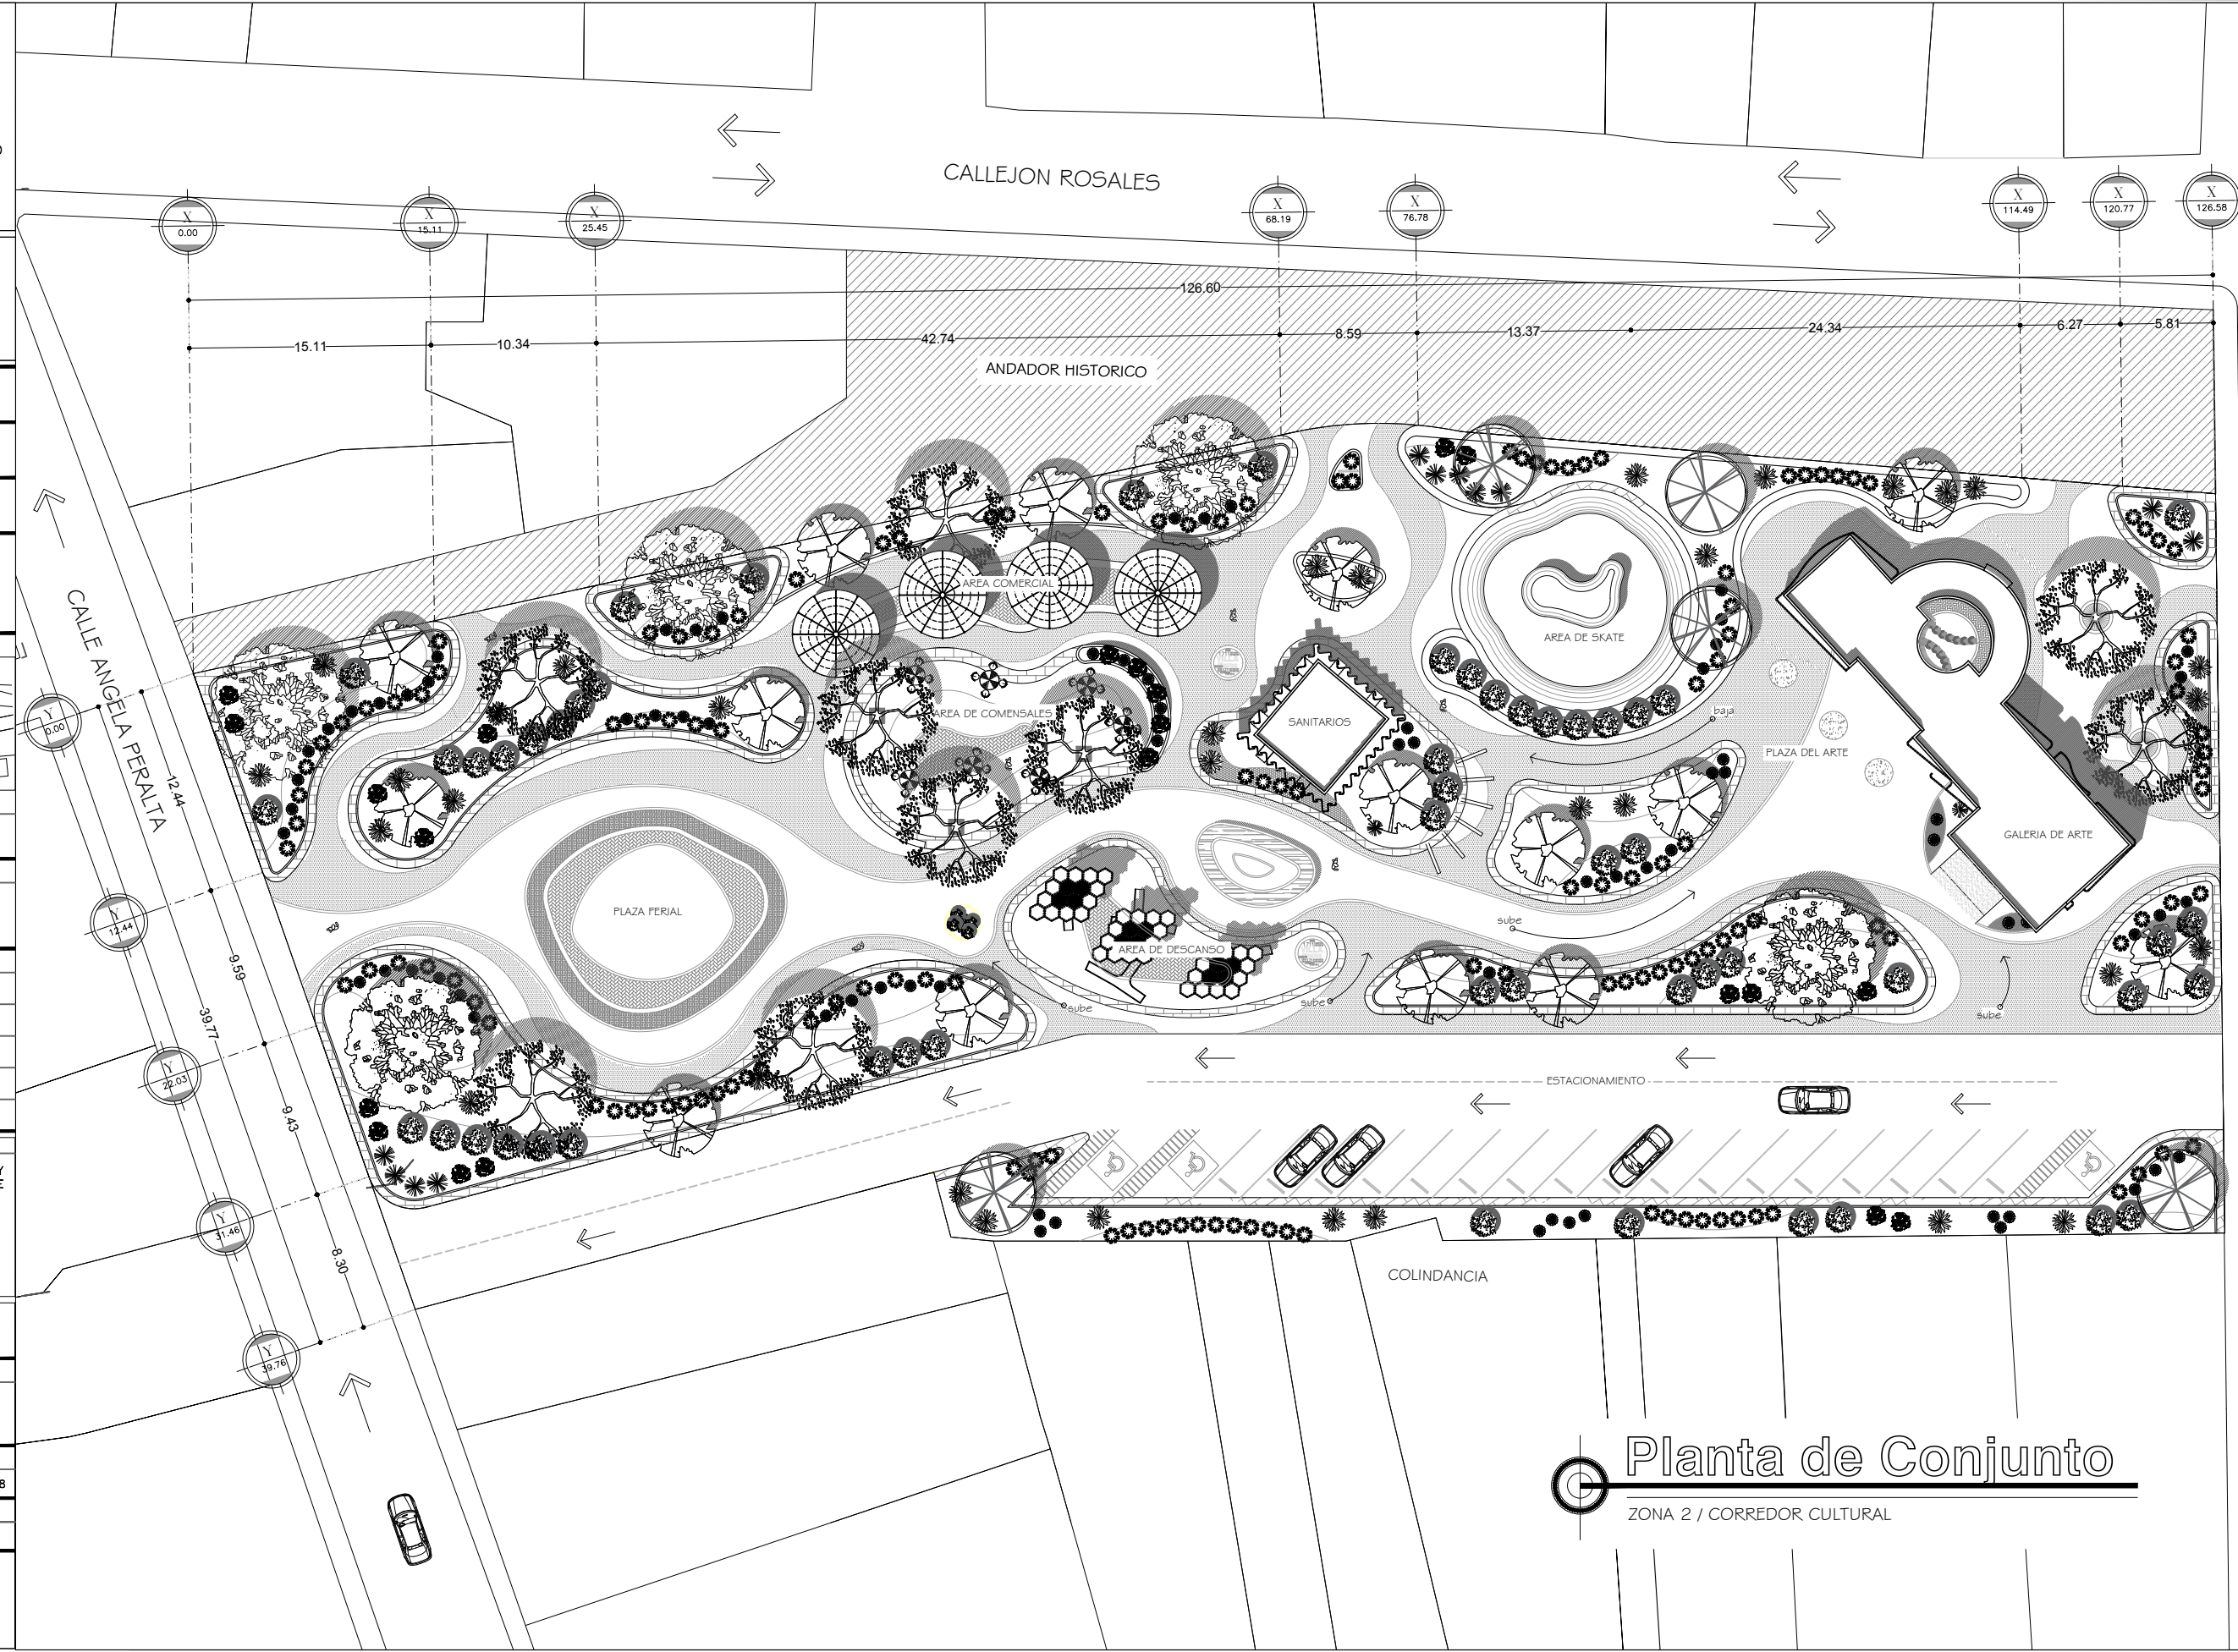 CALLEJON ROSALES
X
0.00
X
15.11
X
25.45
X
68.19
X
76.78
X
114.49
X
120.77
X
126.58
126.60
15.11
10.34
42.74
8.59
13.37
24.34
6.27
5.81
ANDADOR HISTORICO
CALLE ANGELA PERALTA
Y
0.00
Y
12.44
Y
22.03
Y
31.46
Y
39.76
12.44
9.59
39.77
9.43
8.30
AREA COMERCIAL
AREA DE COMENSALES
SANITARIOS
AREA DE SKATE
baja
PLAZA DEL ARTE
GALERIA DE ARTE
PLAZA FERIAL
AREA DE DESCANSO
sube
sube
sube
sube
ESTACIONAMIENTO
COLINDANCIA
Planta de Conjunto
ZONA 2 / CORREDOR CULTURAL